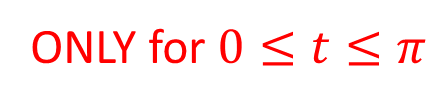 ONLY for 0 ≤ t ≤ π